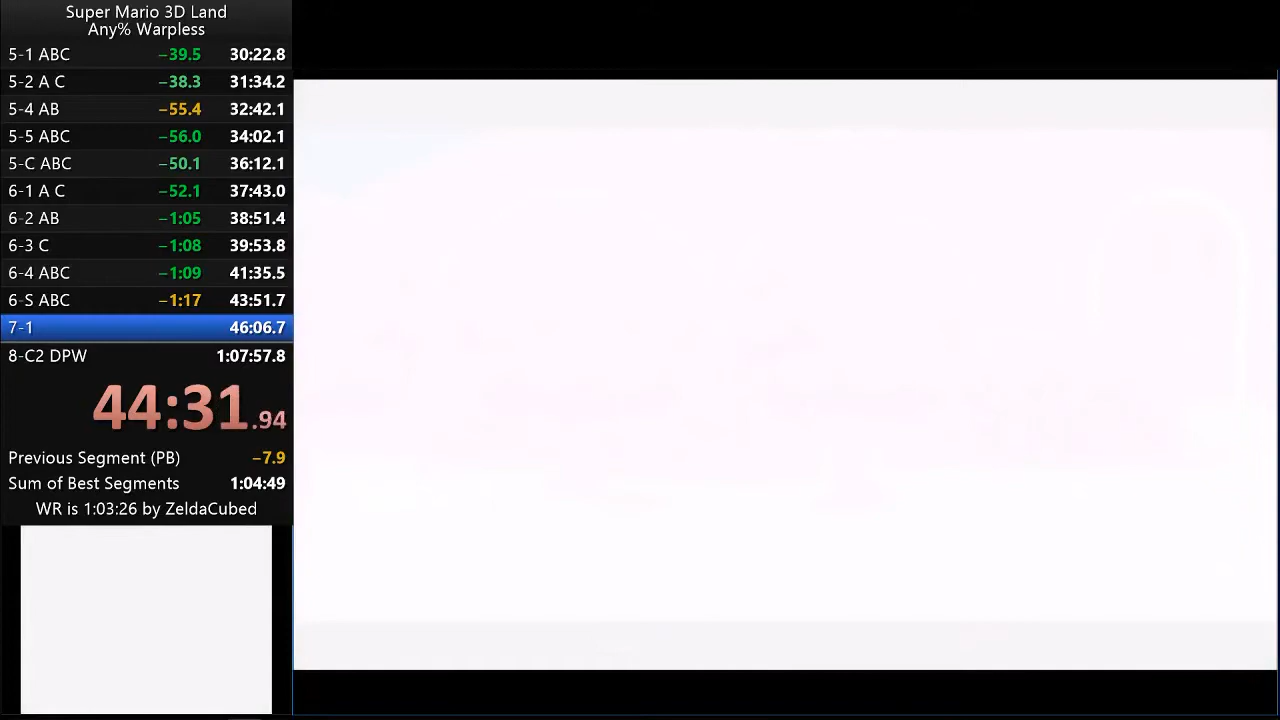 Super Mario 3D Land
Any% Warpless
5-1 ABC −39.5 30:22.8
5-2 A C −38.3 31:34.2
5-4 AB −55.4 32:42.1
5-5 ABC −56.0 34:02.1
5-C ABC −50.1 36:12.1
6-1 A C −52.1 37:43.0
6-2 AB −1:05 38:51.4
6-3 C −1:08 39:53.8
6-4 ABC −1:09 41:35.5
6-S ABC −1:17 43:51.7
7-1 46:06.7
8-C2 DPW 1:07:57.8
44:31.94
Previous Segment (PB) −7.9
Sum of Best Segments 1:04:49
WR is 1:03:26 by ZeldaCubed